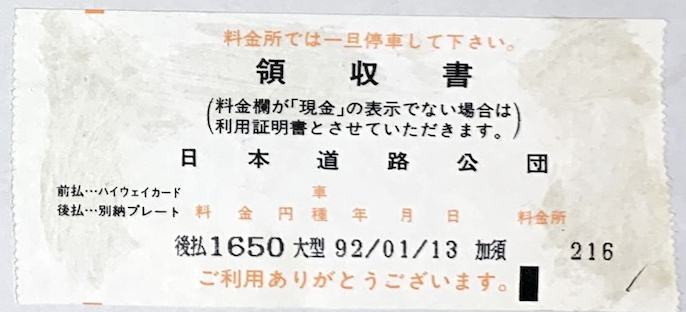 料金所では一旦停車して下さい。
領収書
(料金欄が「現金」の表示でない場合は
利用証明書とさせていただきます。)
日本道路公団
前払…ハイウェイカード
後払…別納プレート
料金円 車種 年月日 料金所
後払1650 大型 92/01/13 加須 216
ご利用ありがとうございます。